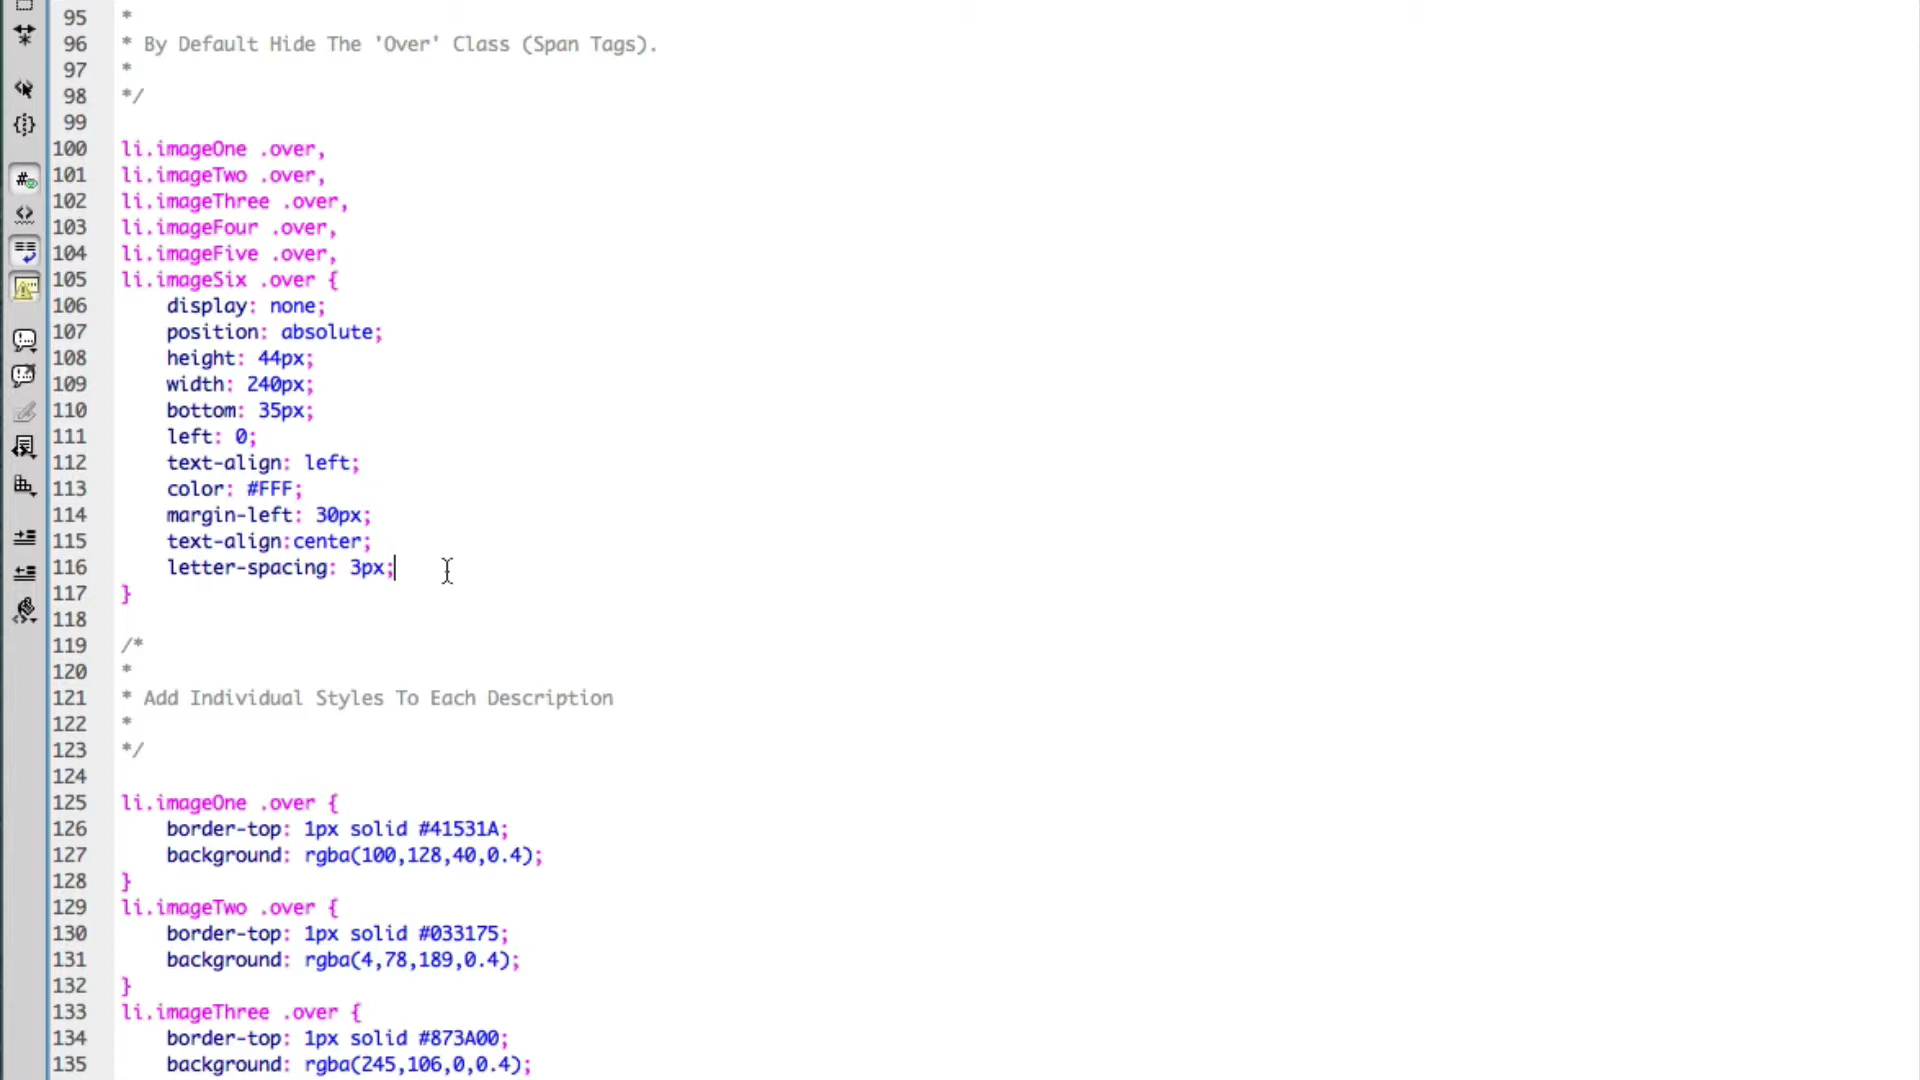 95 *
96 * By Default Hide The 'Over' Class (Span Tags).
97 *
98 */
99
100 li.imageOne .over,
101 li.imageTwo .over,
102 li.imageThree .over,
103 li.imageFour .over,
104 li.imageFive .over,
105 li.imageSix .over {
106 display: none;
107 position: absolute;
108 height: 44px;
109 width: 240px;
110 bottom: 35px;
111 left: 0;
112 text-align: left;
113 color: #FFF;
114 margin-left: 30px;
115 text-align:center;
116 letter-spacing: 3px;
117 }
118
119 /*
120 *
121 * Add Individual Styles To Each Description
122 *
123 */
124
125 li.imageOne .over {
126 border-top: 1px solid #41531A;
127 background: rgba(100,128,40,0.4);
128 }
129 li.imageTwo .over {
130 border-top: 1px solid #033175;
131 background: rgba(4,78,189,0.4);
132 }
133 li.imageThree .over {
134 border-top: 1px solid #873A00;
135 background: rgba(245,106,0,0.4);